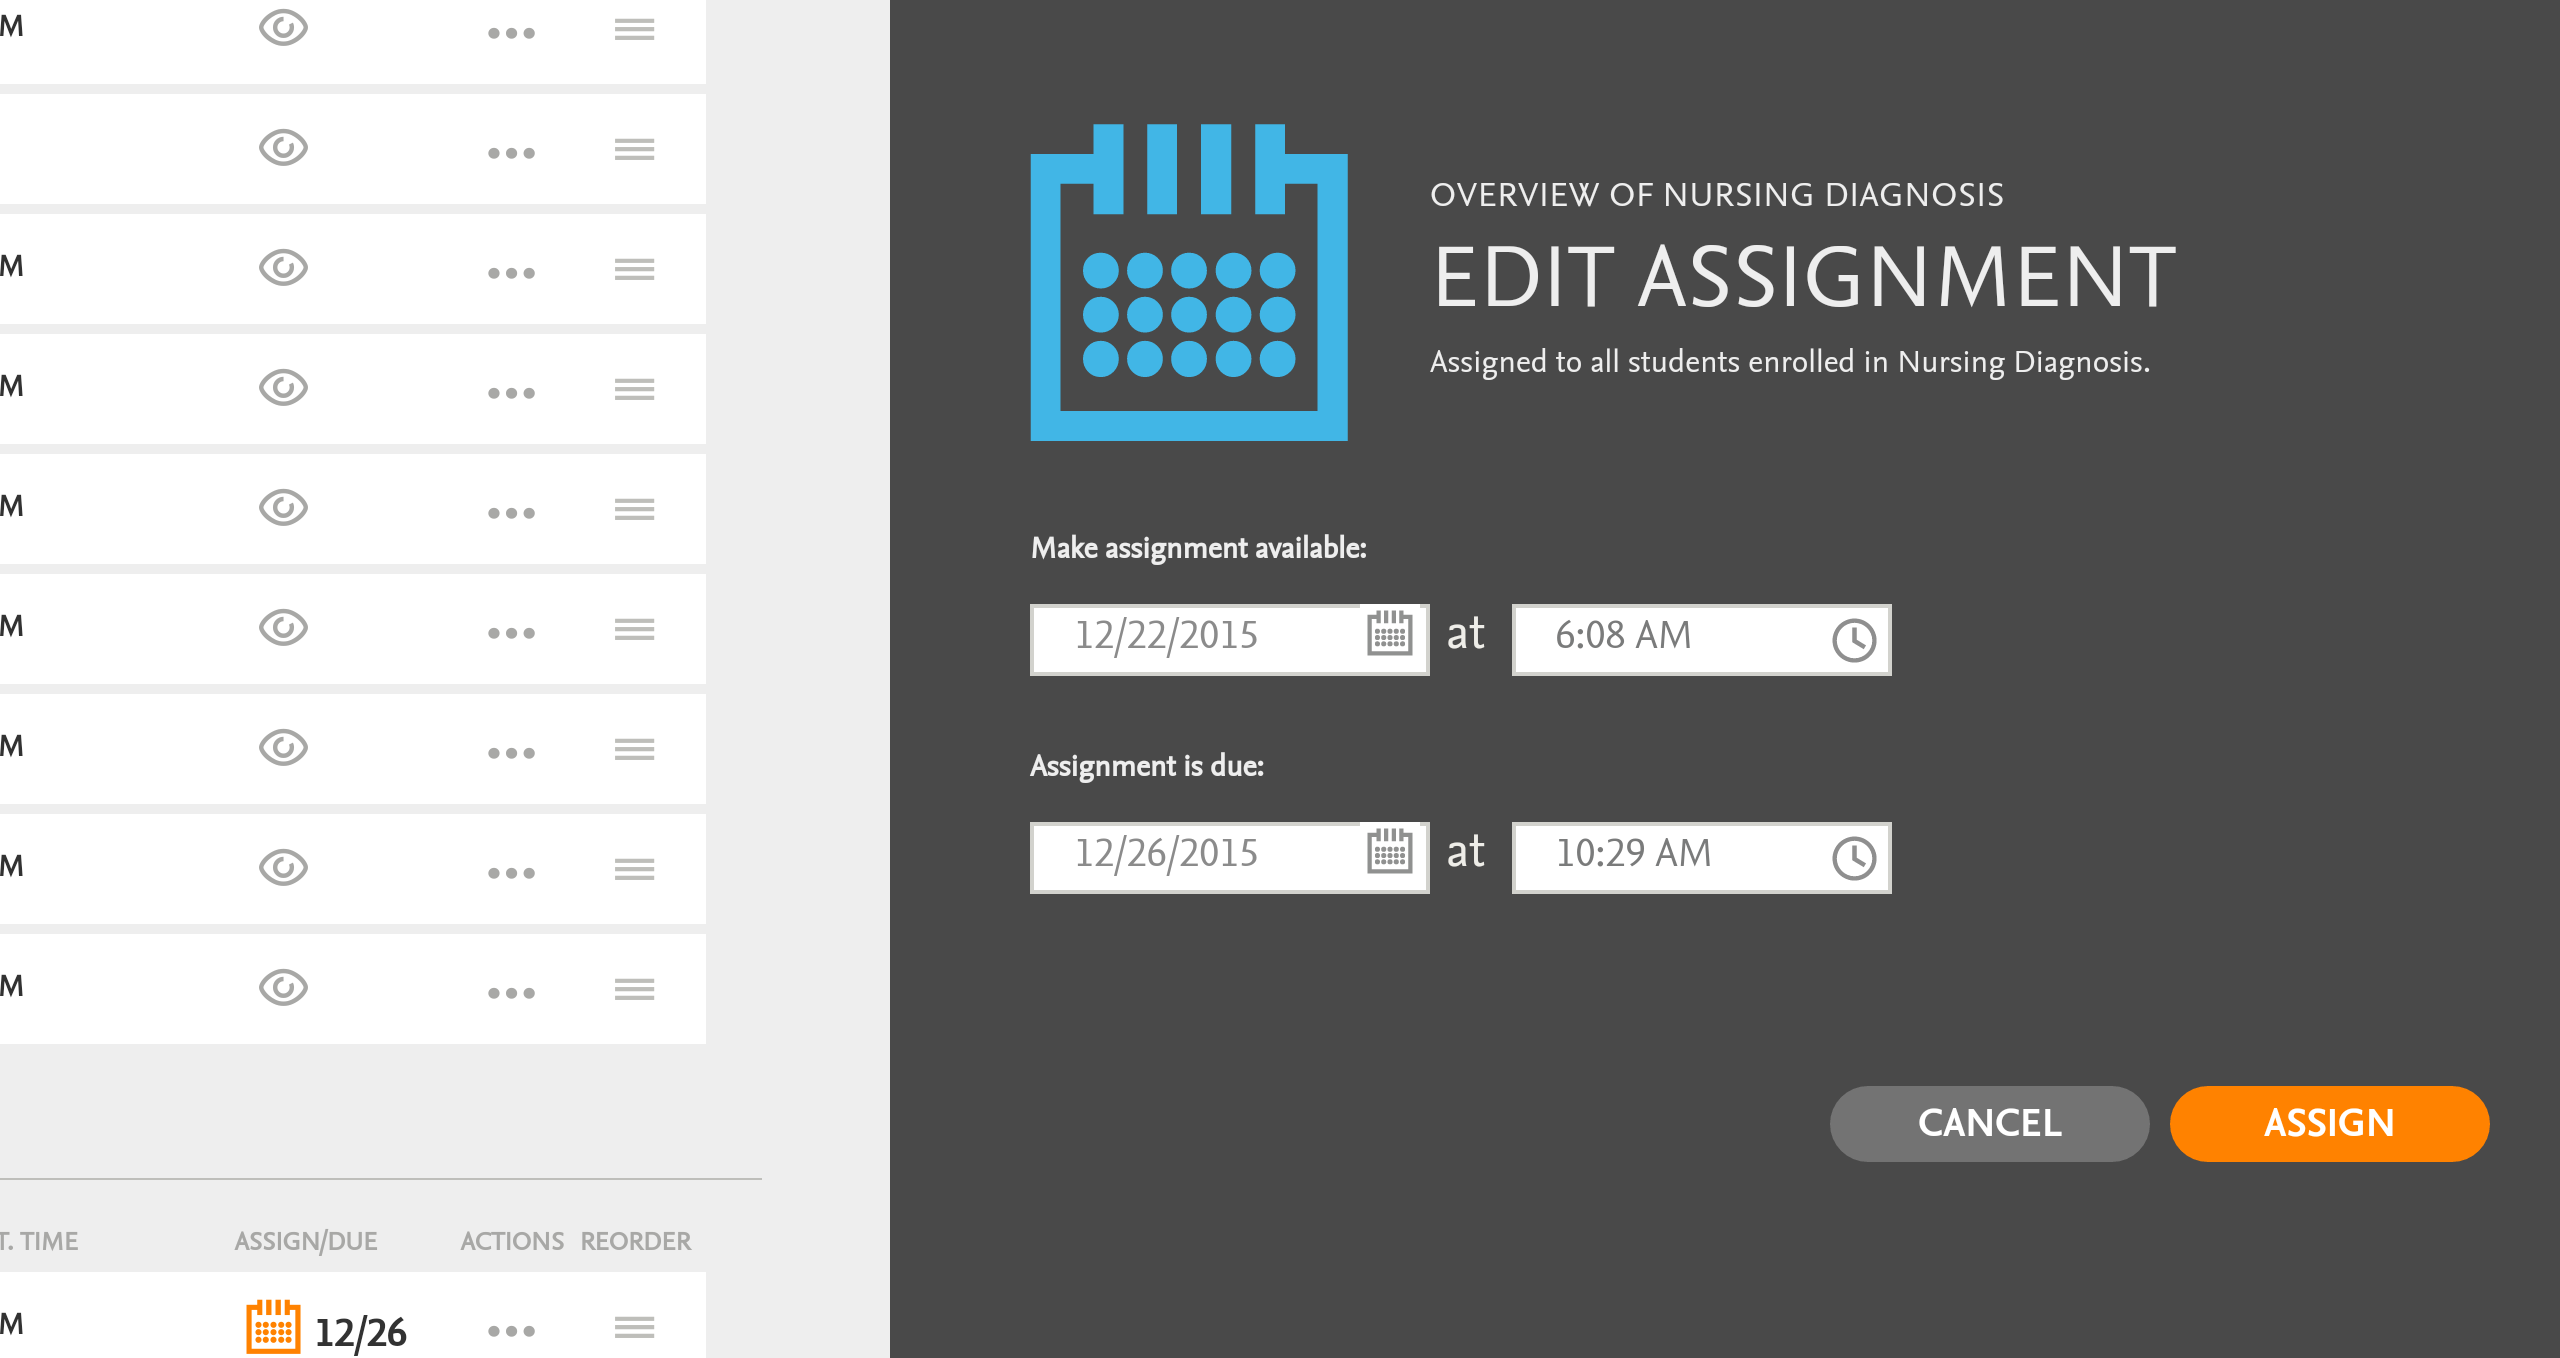 M
M
M
M
M
M
M
M
T. TIME ASSIGN/DUE ACTIONS REORDER
M 12/26
OVERVIEW OF NURSING DIAGNOSIS
EDIT ASSIGNMENT
Assigned to all students enrolled in Nursing Diagnosis.
Make assignment available:
12/22/2015 at 6:08 AM
Assignment is due:
12/26/2015 at 10:29 AM
CANCEL ASSIGN